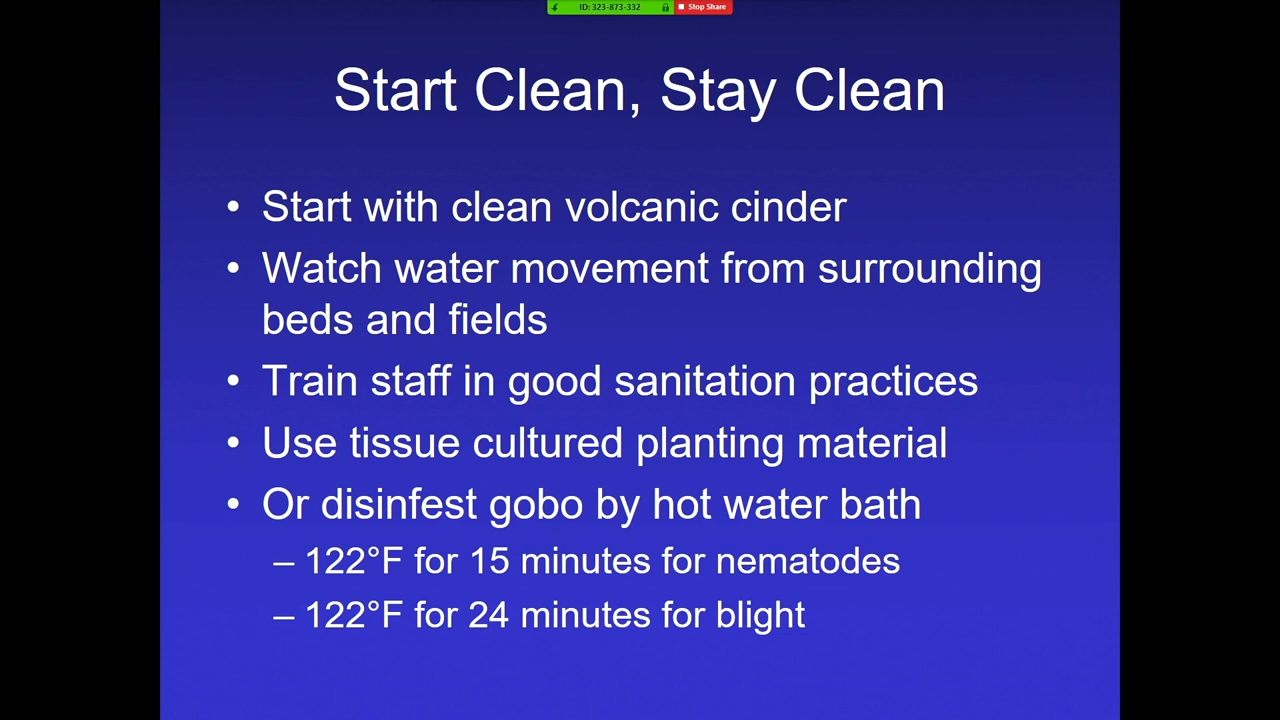 ID: 323-873-332 Stop Share
Start Clean, Stay Clean
• Start with clean volcanic cinder
• Watch water movement from surrounding
beds and fields
• Train staff in good sanitation practices
• Use tissue cultured planting material
• Or disinfest gobo by hot water bath
– 122°F for 15 minutes for nematodes
– 122°F for 24 minutes for blight